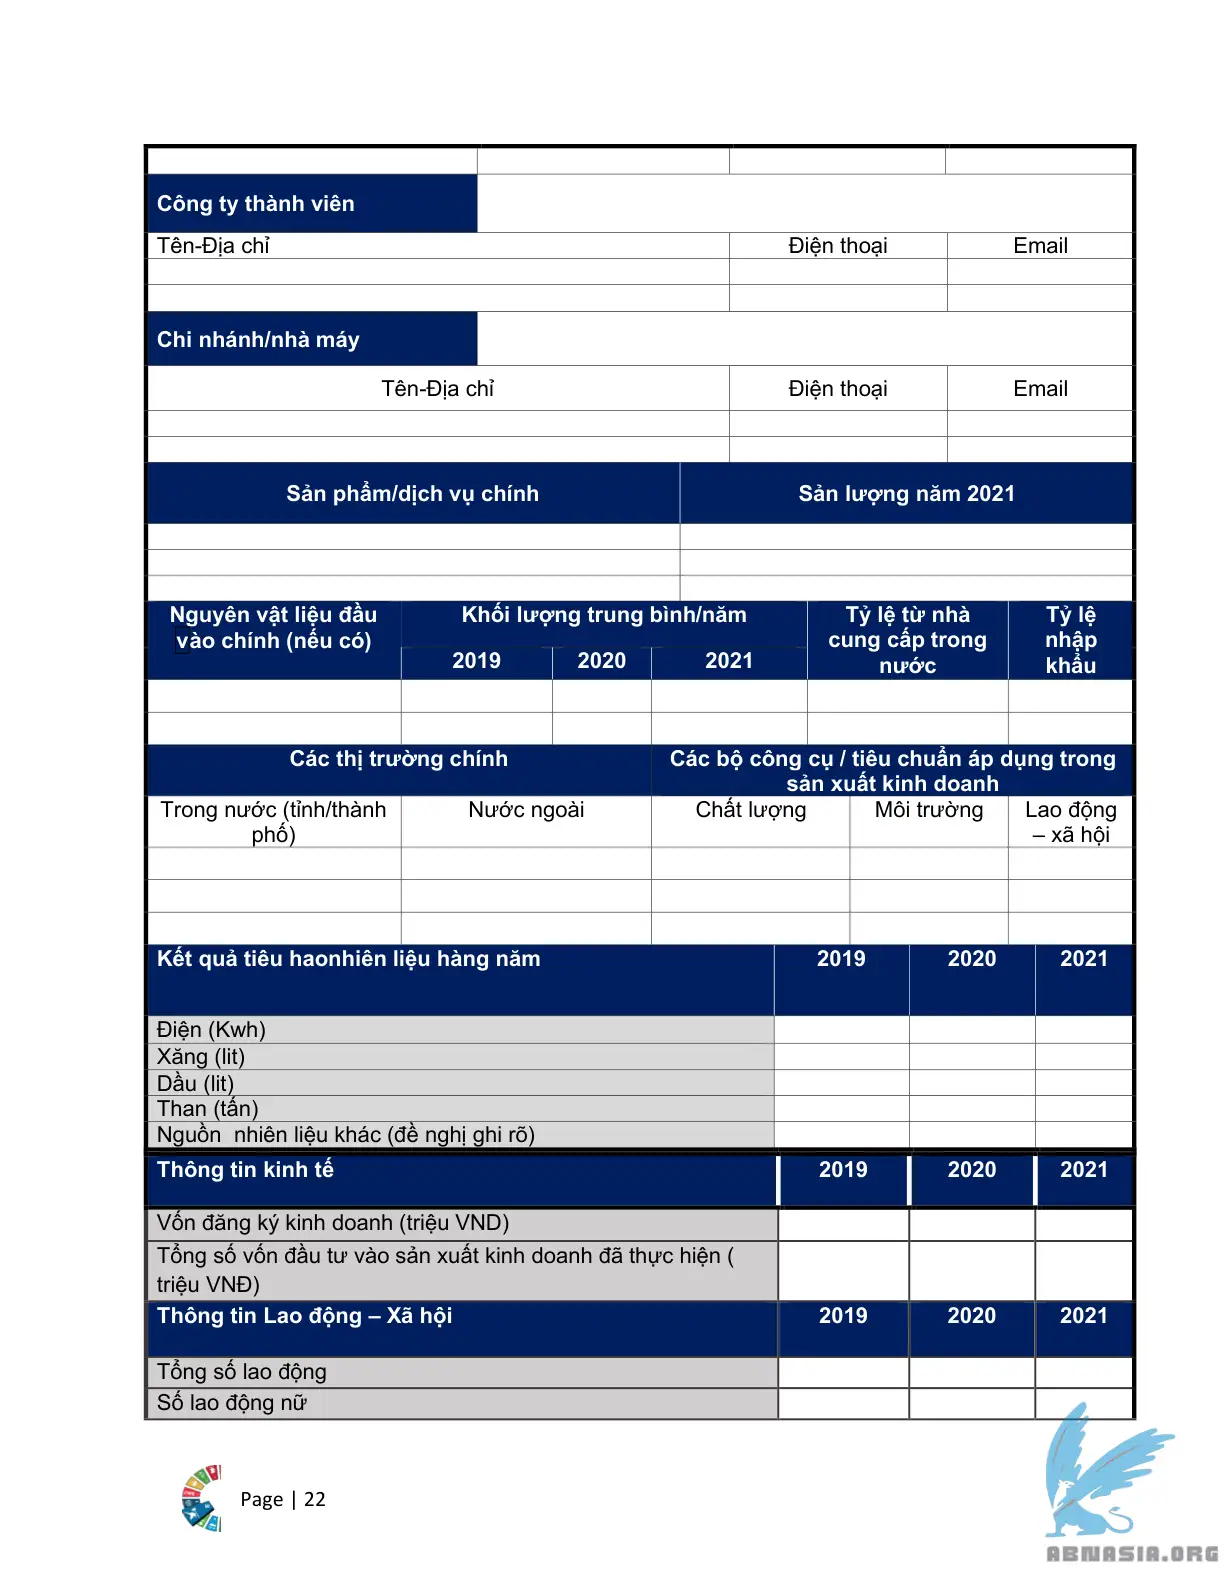 Công ty thành viên
Tên-Địa chỉ Điện thoại Email
Chi nhánh/nhà máy
Tên-Địa chỉ Điện thoại Email
Sản phẩm/dịch vụ chính Sản lượng năm 2021
Nguyên vật liệu đầu vào chính (nếu có) Khối lượng trung bình/năm Tỷ lệ từ nhà cung cấp trong nước Tỷ lệ nhập khẩu
2019 2020 2021
Các thị trường chính Các bộ công cụ / tiêu chuẩn áp dụng trong sản xuất kinh doanh
Trong nước (tỉnh/thành phố) Nước ngoài Chất lượng Môi trường Lao động – xã hội
Kết quả tiêu haonhiên liệu hàng năm 2019 2020 2021
Điện (Kwh)
Xăng (lit)
Dầu (lit)
Than (tấn)
Nguồn  nhiên liệu khác (đề nghị ghi rõ)
Thông tin kinh tế 2019 2020 2021
Vốn đăng ký kinh doanh (triệu VND)
Tổng số vốn đầu tư vào sản xuất kinh doanh đã thực hiện (
triệu VNĐ)
Thông tin Lao động – Xã hội 2019 2020 2021
Tổng số lao động
Số lao động nữ
Page | 22
ABNASIA.ORG